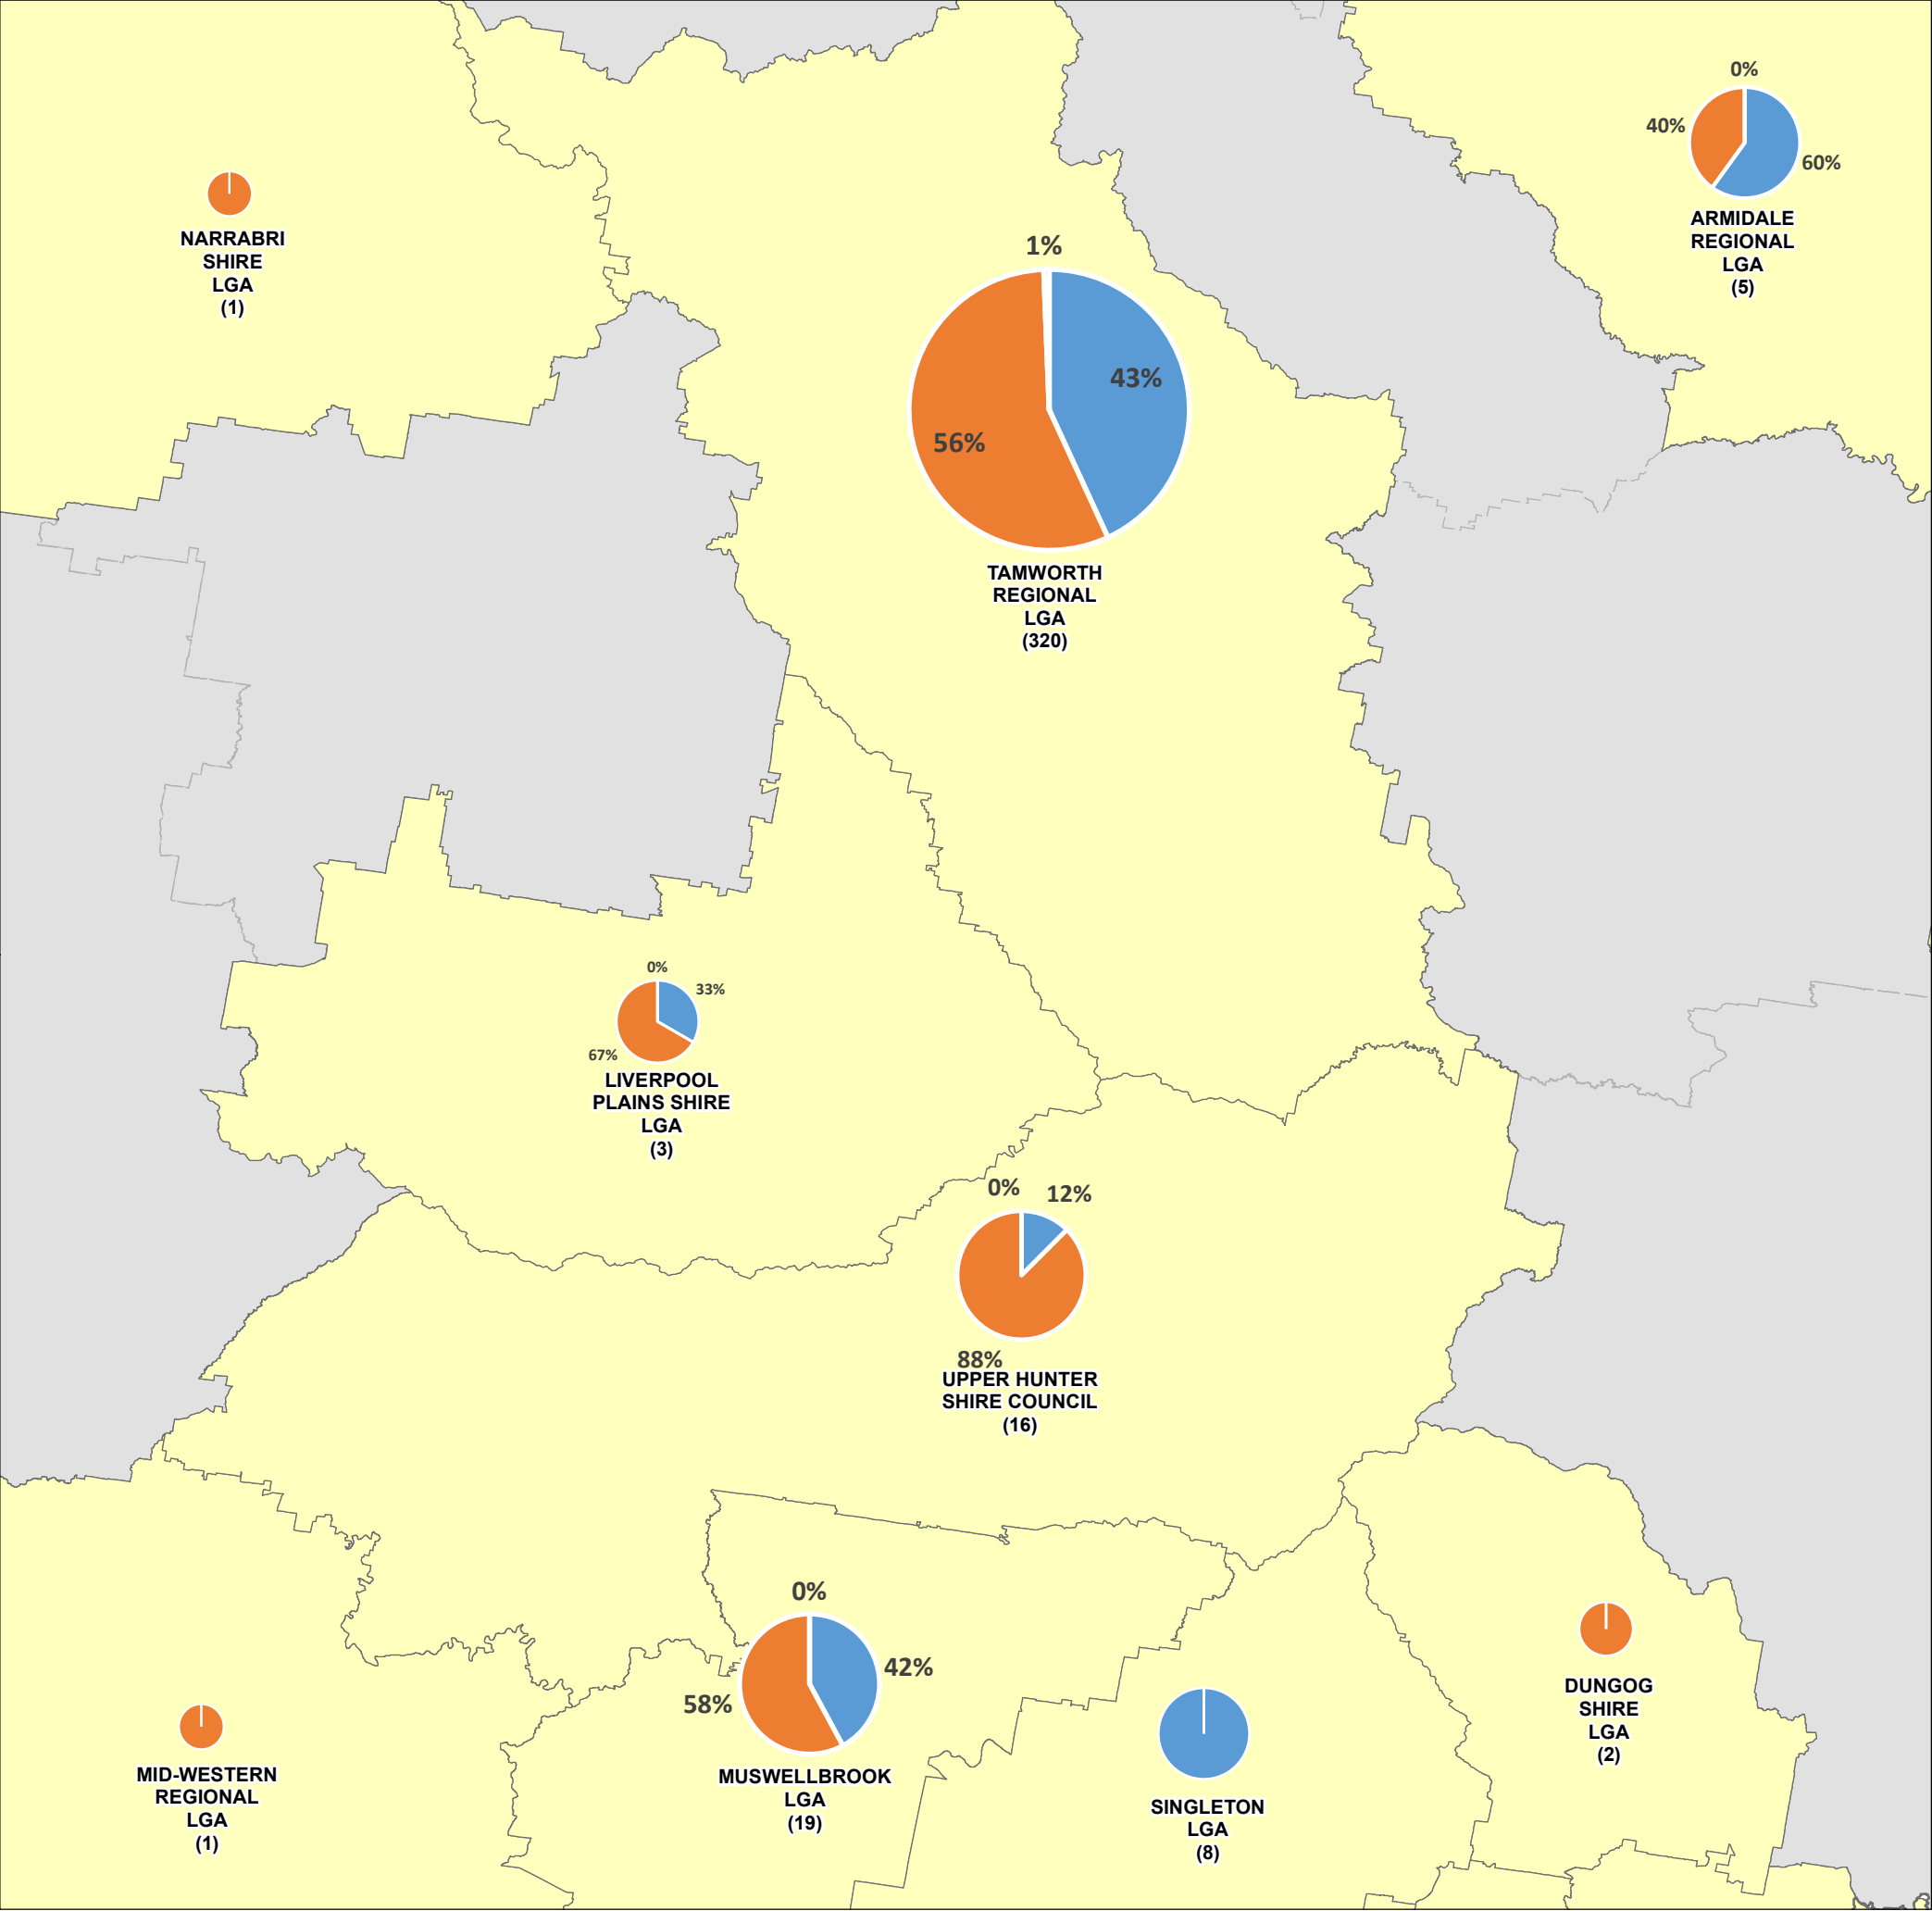 0%
40%
60%
ARMIDALE
REGIONAL
LGA
(5)
NARRABRI
SHIRE
LGA
(1)
1%
43%
56%
TAMWORTH
REGIONAL
LGA
(320)
0%
33%
67%
LIVERPOOL
PLAINS SHIRE
LGA
(3)
0%
12%
88%
UPPER HUNTER
SHIRE COUNCIL
(16)
0%
42%
58%
MUSWELLBROOK
LGA
(19)
DUNGOG
SHIRE
LGA
(2)
MID-WESTERN
REGIONAL
LGA
(1)
SINGLETON
LGA
(8)